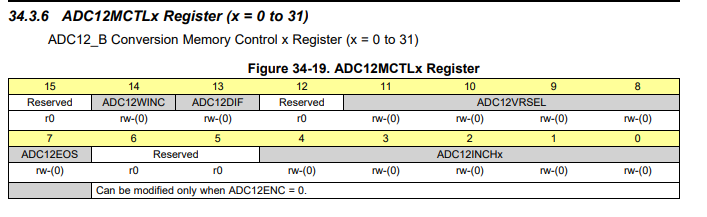 34.3.6 ADC12MCTLx Register (x = 0 to 31)
ADC12_B Conversion Memory Control x Register (x = 0 to 31)
Figure 34-19. ADC12MCTLx Register
15 14 13 12 11 10 9 8
Reserved ADC12WINC ADC12DIF Reserved ADC12VRSEL
r0 rw-(0) rw-(0) r0 rw-(0) rw-(0) rw-(0) rw-(0)
7 6 5 4 3 2 1 0
ADC12EOS Reserved ADC12INCHx
rw-(0) r0 r0 rw-(0) rw-(0) rw-(0) rw-(0) rw-(0)
Can be modified only when ADC12ENC = 0.